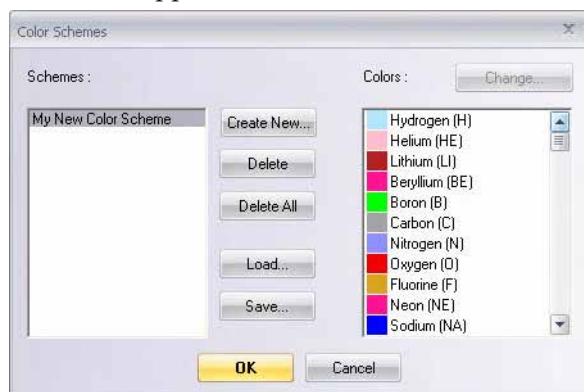 Color Schemes
Schemes :
Colors :
Change...
My New Color Scheme
Create New...
Delete
Delete All
Load...
Save...
Hydrogen (H)
Helium (HE)
Lithium (LI)
Beryllium (BE)
Boron (B)
Carbon (C)
Nitrogen (N)
Oxygen (O)
Fluorine (F)
Neon (NE)
Sodium (NA)
OK
Cancel